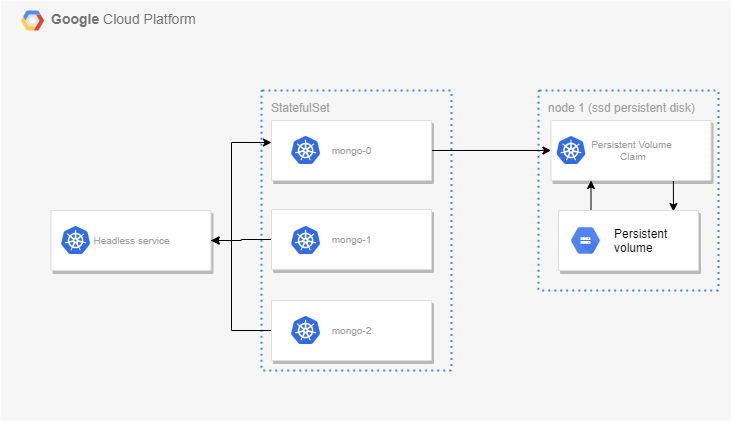 Google Cloud Platform
StatefulSet
node 1 (ssd persistent disk)
mongo-0
Persistent Volume
Claim
Headless service
mongo-1
Persistent
volume
mongo-2